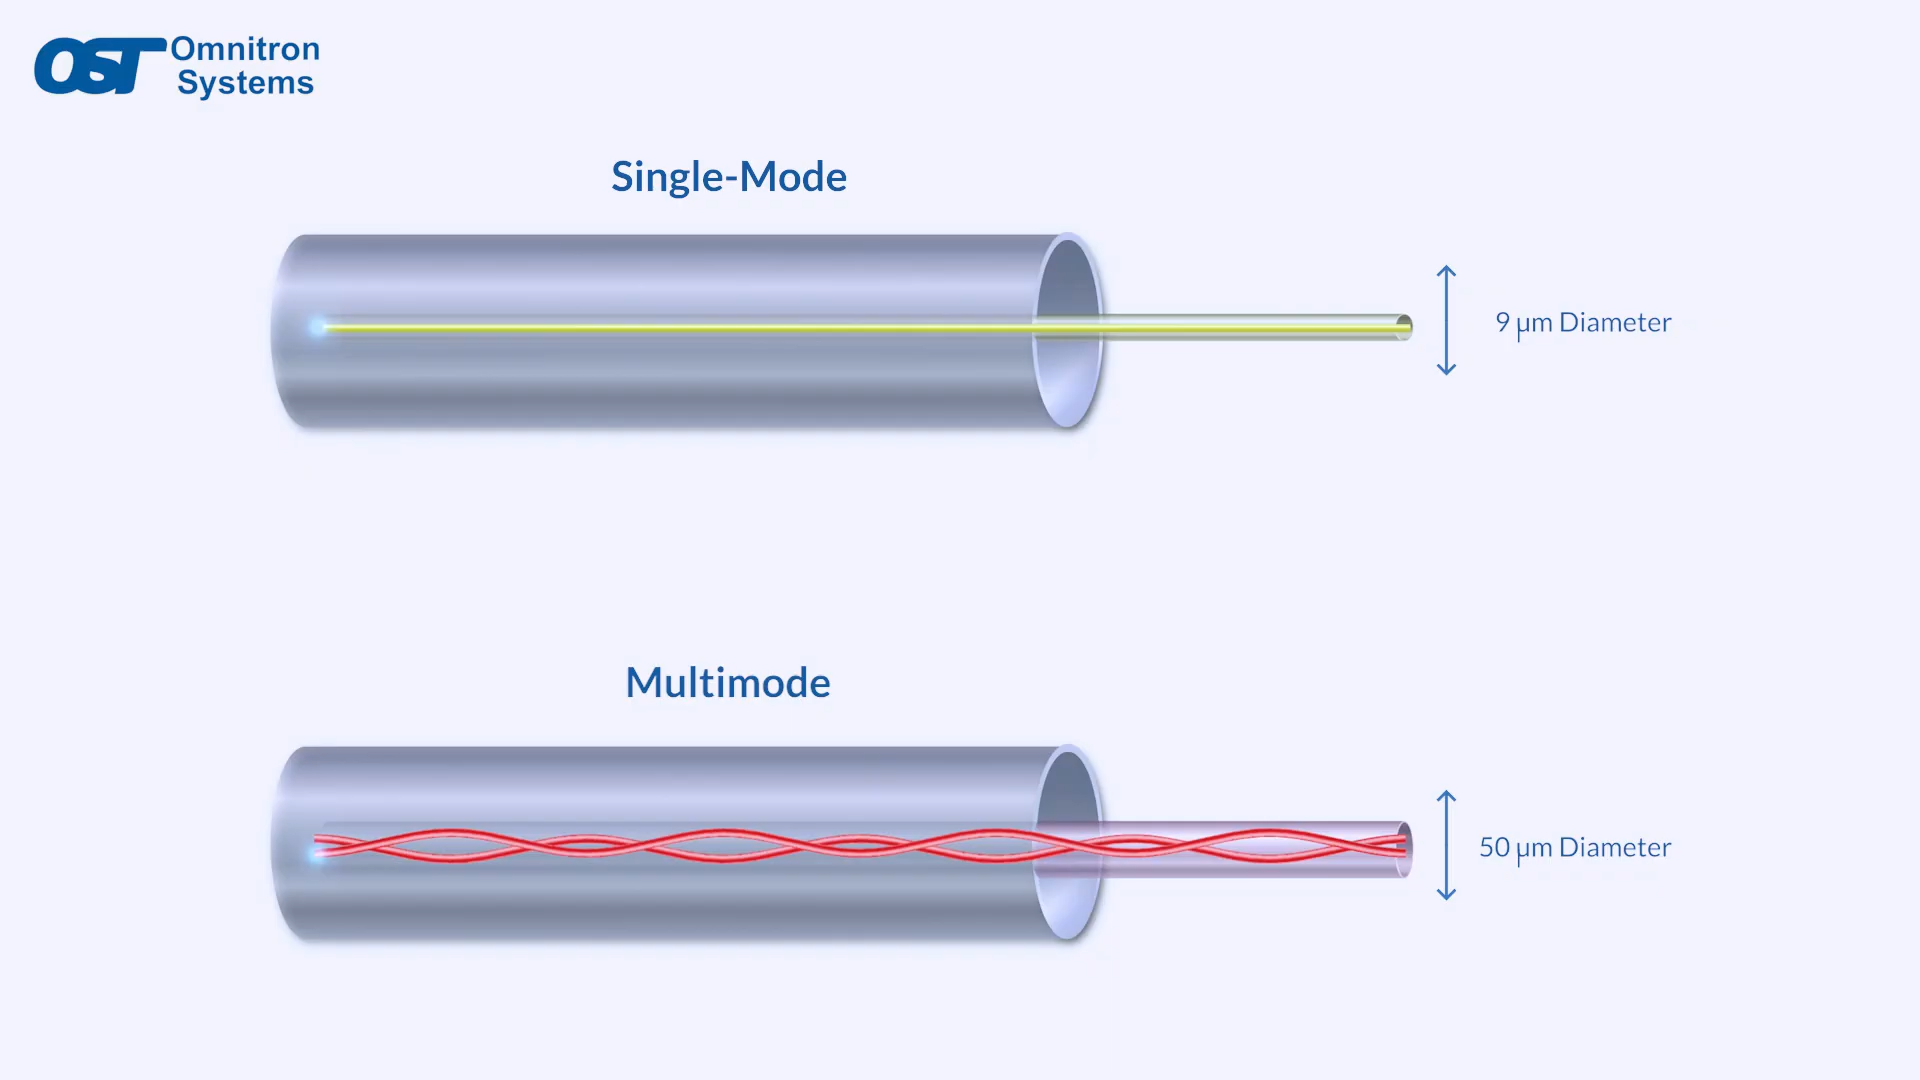 OST Omnitron
Systems
Single-Mode
9 µm Diameter
Multimode
50 µm Diameter